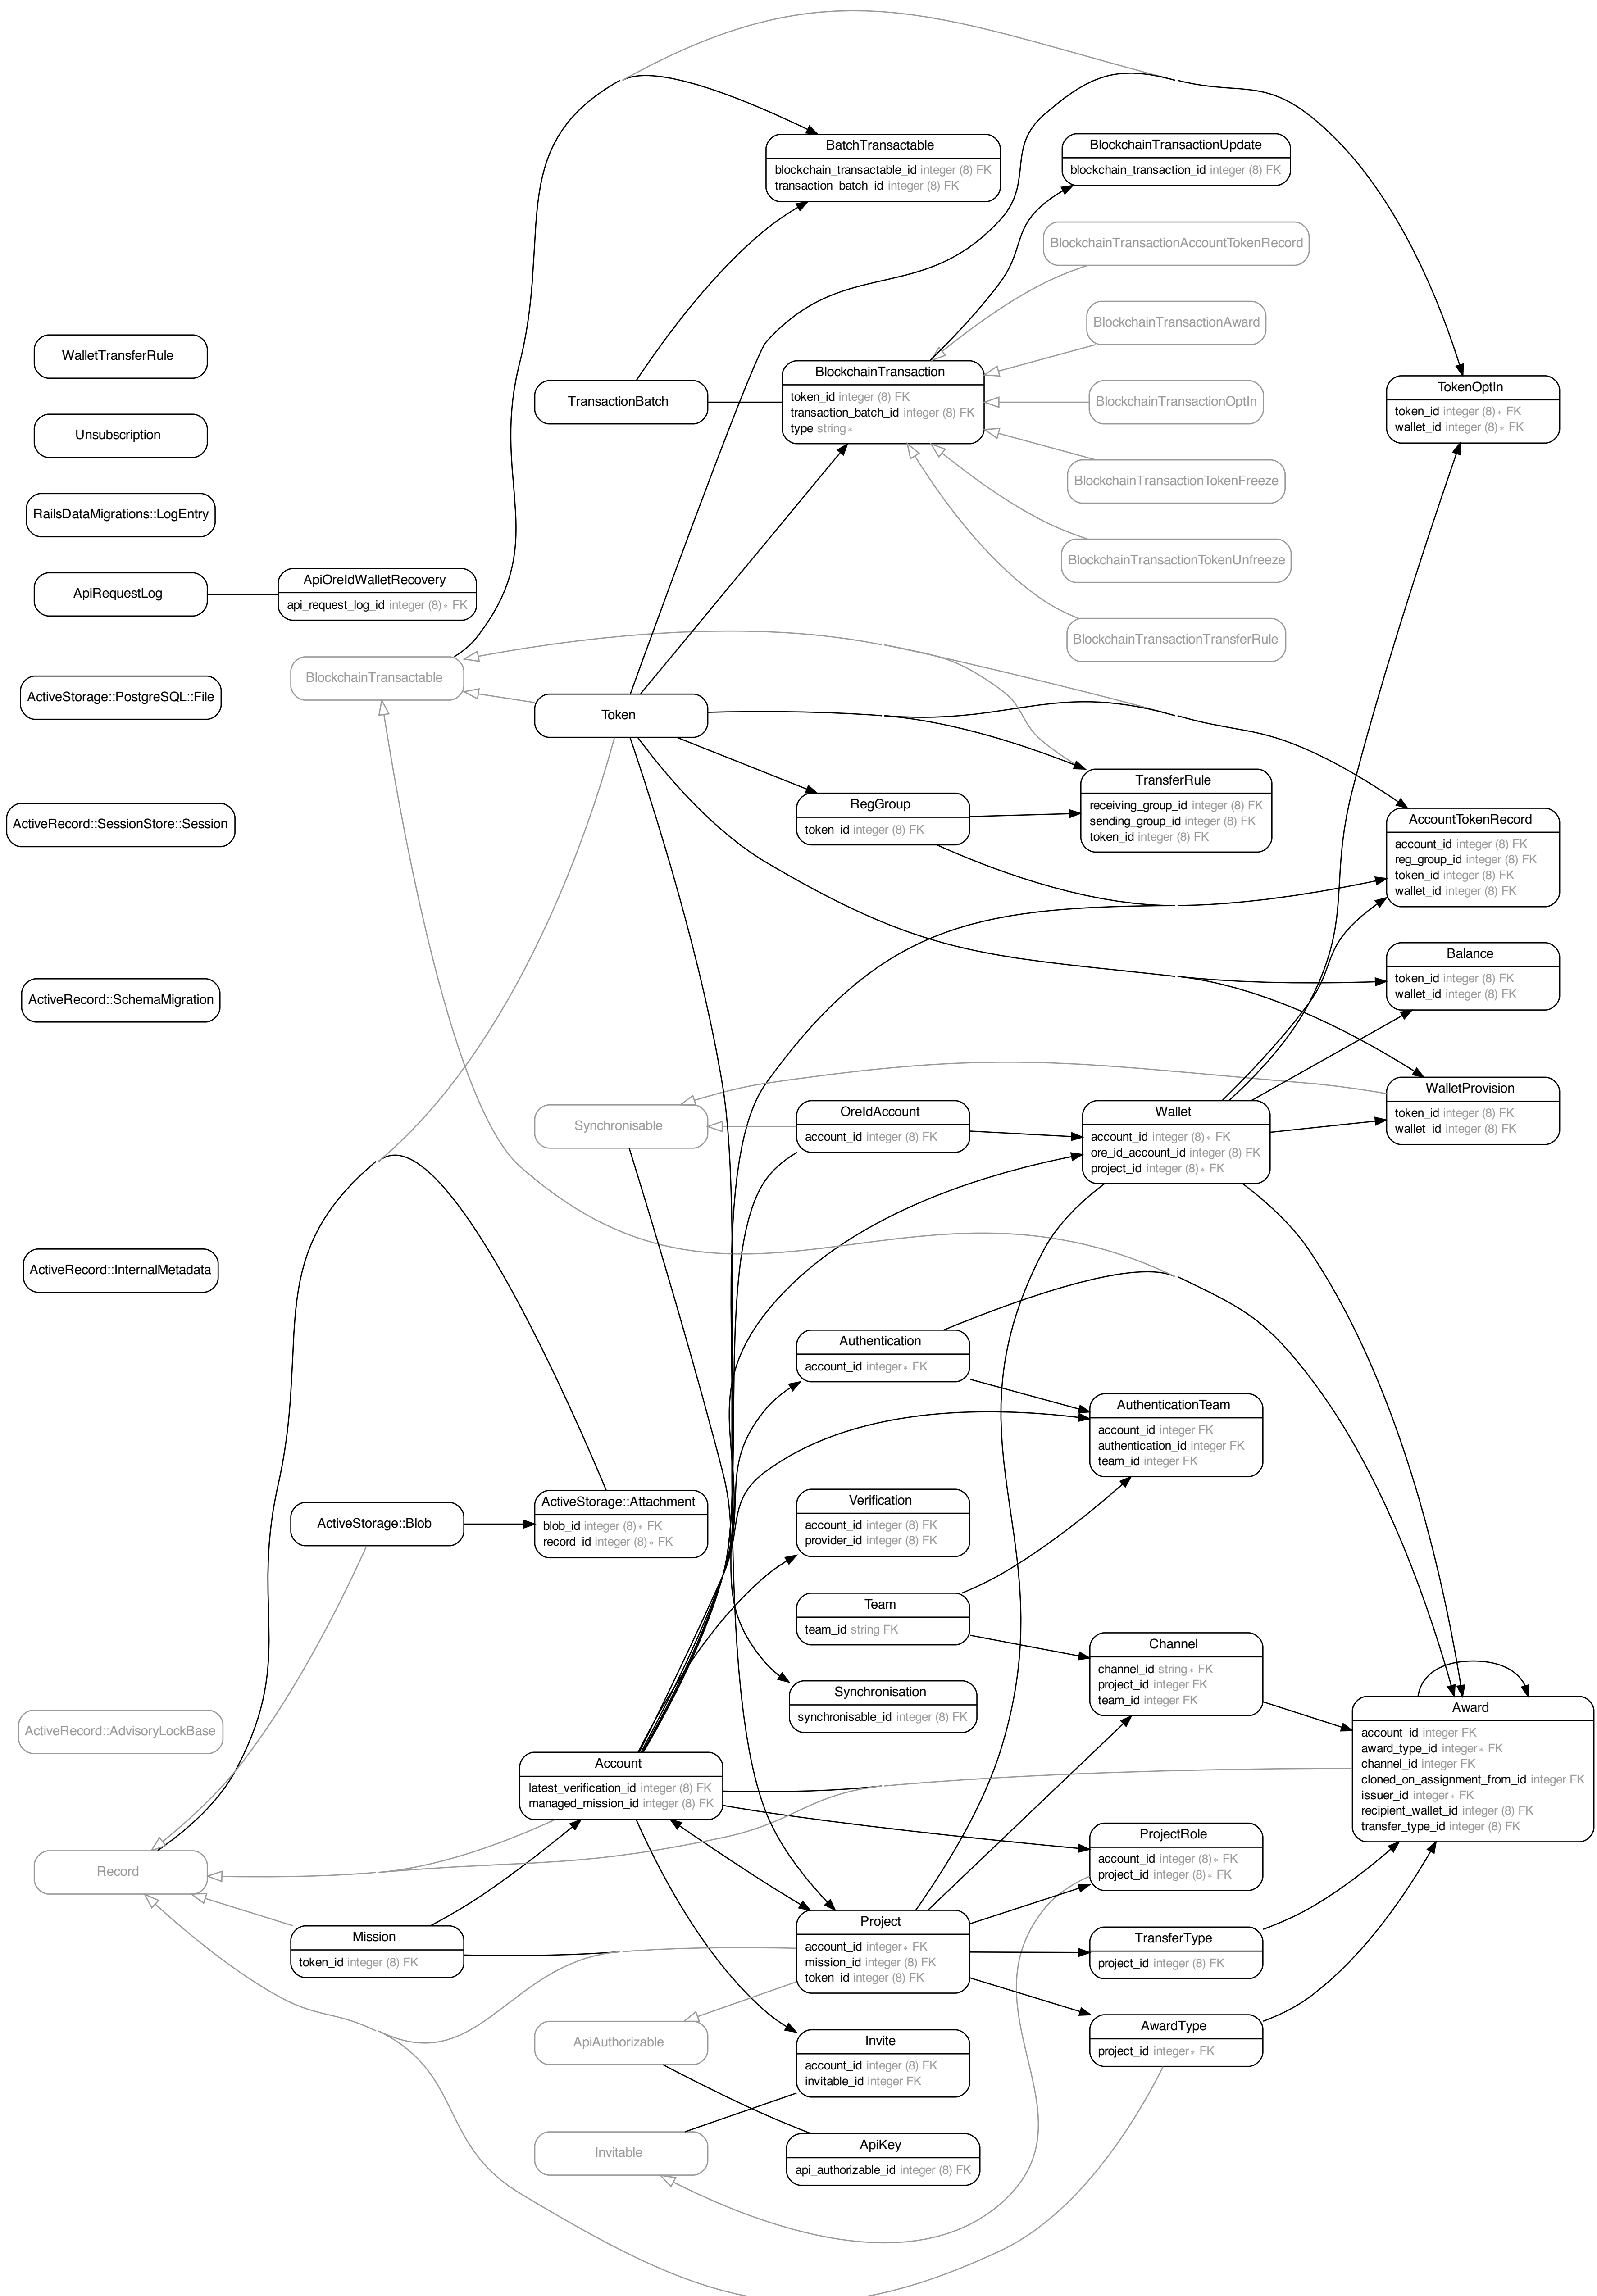 BatchTransactable
blockchain_transactable_id integer (8) FK
transaction_batch_id integer (8) FK
BlockchainTransactionUpdate
blockchain_transaction_id integer (8) FK
BlockchainTransactionAccountTokenRecord
BlockchainTransactionAward
WalletTransferRule
BlockchainTransaction
token_id integer (8) FK
transaction_batch_id integer (8) FK
type string∗
TransactionBatch
BlockchainTransactionOptIn
TokenOptIn
token_id integer (8)∗ FK
wallet_id integer (8)∗ FK
Unsubscription
BlockchainTransactionTokenFreeze
RailsDataMigrations::LogEntry
BlockchainTransactionTokenUnfreeze
ApiRequestLog
ApiOreIdWalletRecovery
api_request_log_id integer (8)∗ FK
BlockchainTransactionTransferRule
BlockchainTransactable
ActiveStorage::PostgreSQL::File
Token
TransferRule
receiving_group_id integer (8) FK
sending_group_id integer (8) FK
token_id integer (8) FK
RegGroup
token_id integer (8) FK
ActiveRecord::SessionStore::Session
AccountTokenRecord
account_id integer (8) FK
reg_group_id integer (8) FK
token_id integer (8) FK
wallet_id integer (8) FK
Balance
token_id integer (8) FK
wallet_id integer (8) FK
ActiveRecord::SchemaMigration
WalletProvision
token_id integer (8) FK
wallet_id integer (8) FK
Synchronisable
OreIdAccount
account_id integer (8) FK
Wallet
account_id integer (8)∗ FK
ore_id_account_id integer (8) FK
project_id integer (8)∗ FK
ActiveRecord::InternalMetadata
Authentication
account_id integer∗ FK
AuthenticationTeam
account_id integer FK
authentication_id integer FK
team_id integer FK
ActiveStorage::Blob
ActiveStorage::Attachment
blob_id integer (8)∗ FK
record_id integer (8)∗ FK
Verification
account_id integer (8) FK
provider_id integer (8) FK
Team
team_id string FK
Channel
channel_id string∗ FK
project_id integer FK
team_id integer FK
Synchronisation
synchronisable_id integer (8) FK
ActiveRecord::AdvisoryLockBase
Award
account_id integer FK
award_type_id integer∗ FK
channel_id integer FK
cloned_on_assignment_from_id integer FK
issuer_id integer∗ FK
recipient_wallet_id integer (8) FK
transfer_type_id integer (8) FK
Account
latest_verification_id integer (8) FK
managed_mission_id integer (8) FK
ProjectRole
account_id integer (8)∗ FK
project_id integer (8)∗ FK
Record
Mission
token_id integer (8) FK
Project
account_id integer∗ FK
mission_id integer (8) FK
token_id integer (8) FK
TransferType
project_id integer (8) FK
AwardType
project_id integer∗ FK
ApiAuthorizable
Invite
account_id integer (8) FK
invitable_id integer FK
Invitable
ApiKey
api_authorizable_id integer (8) FK